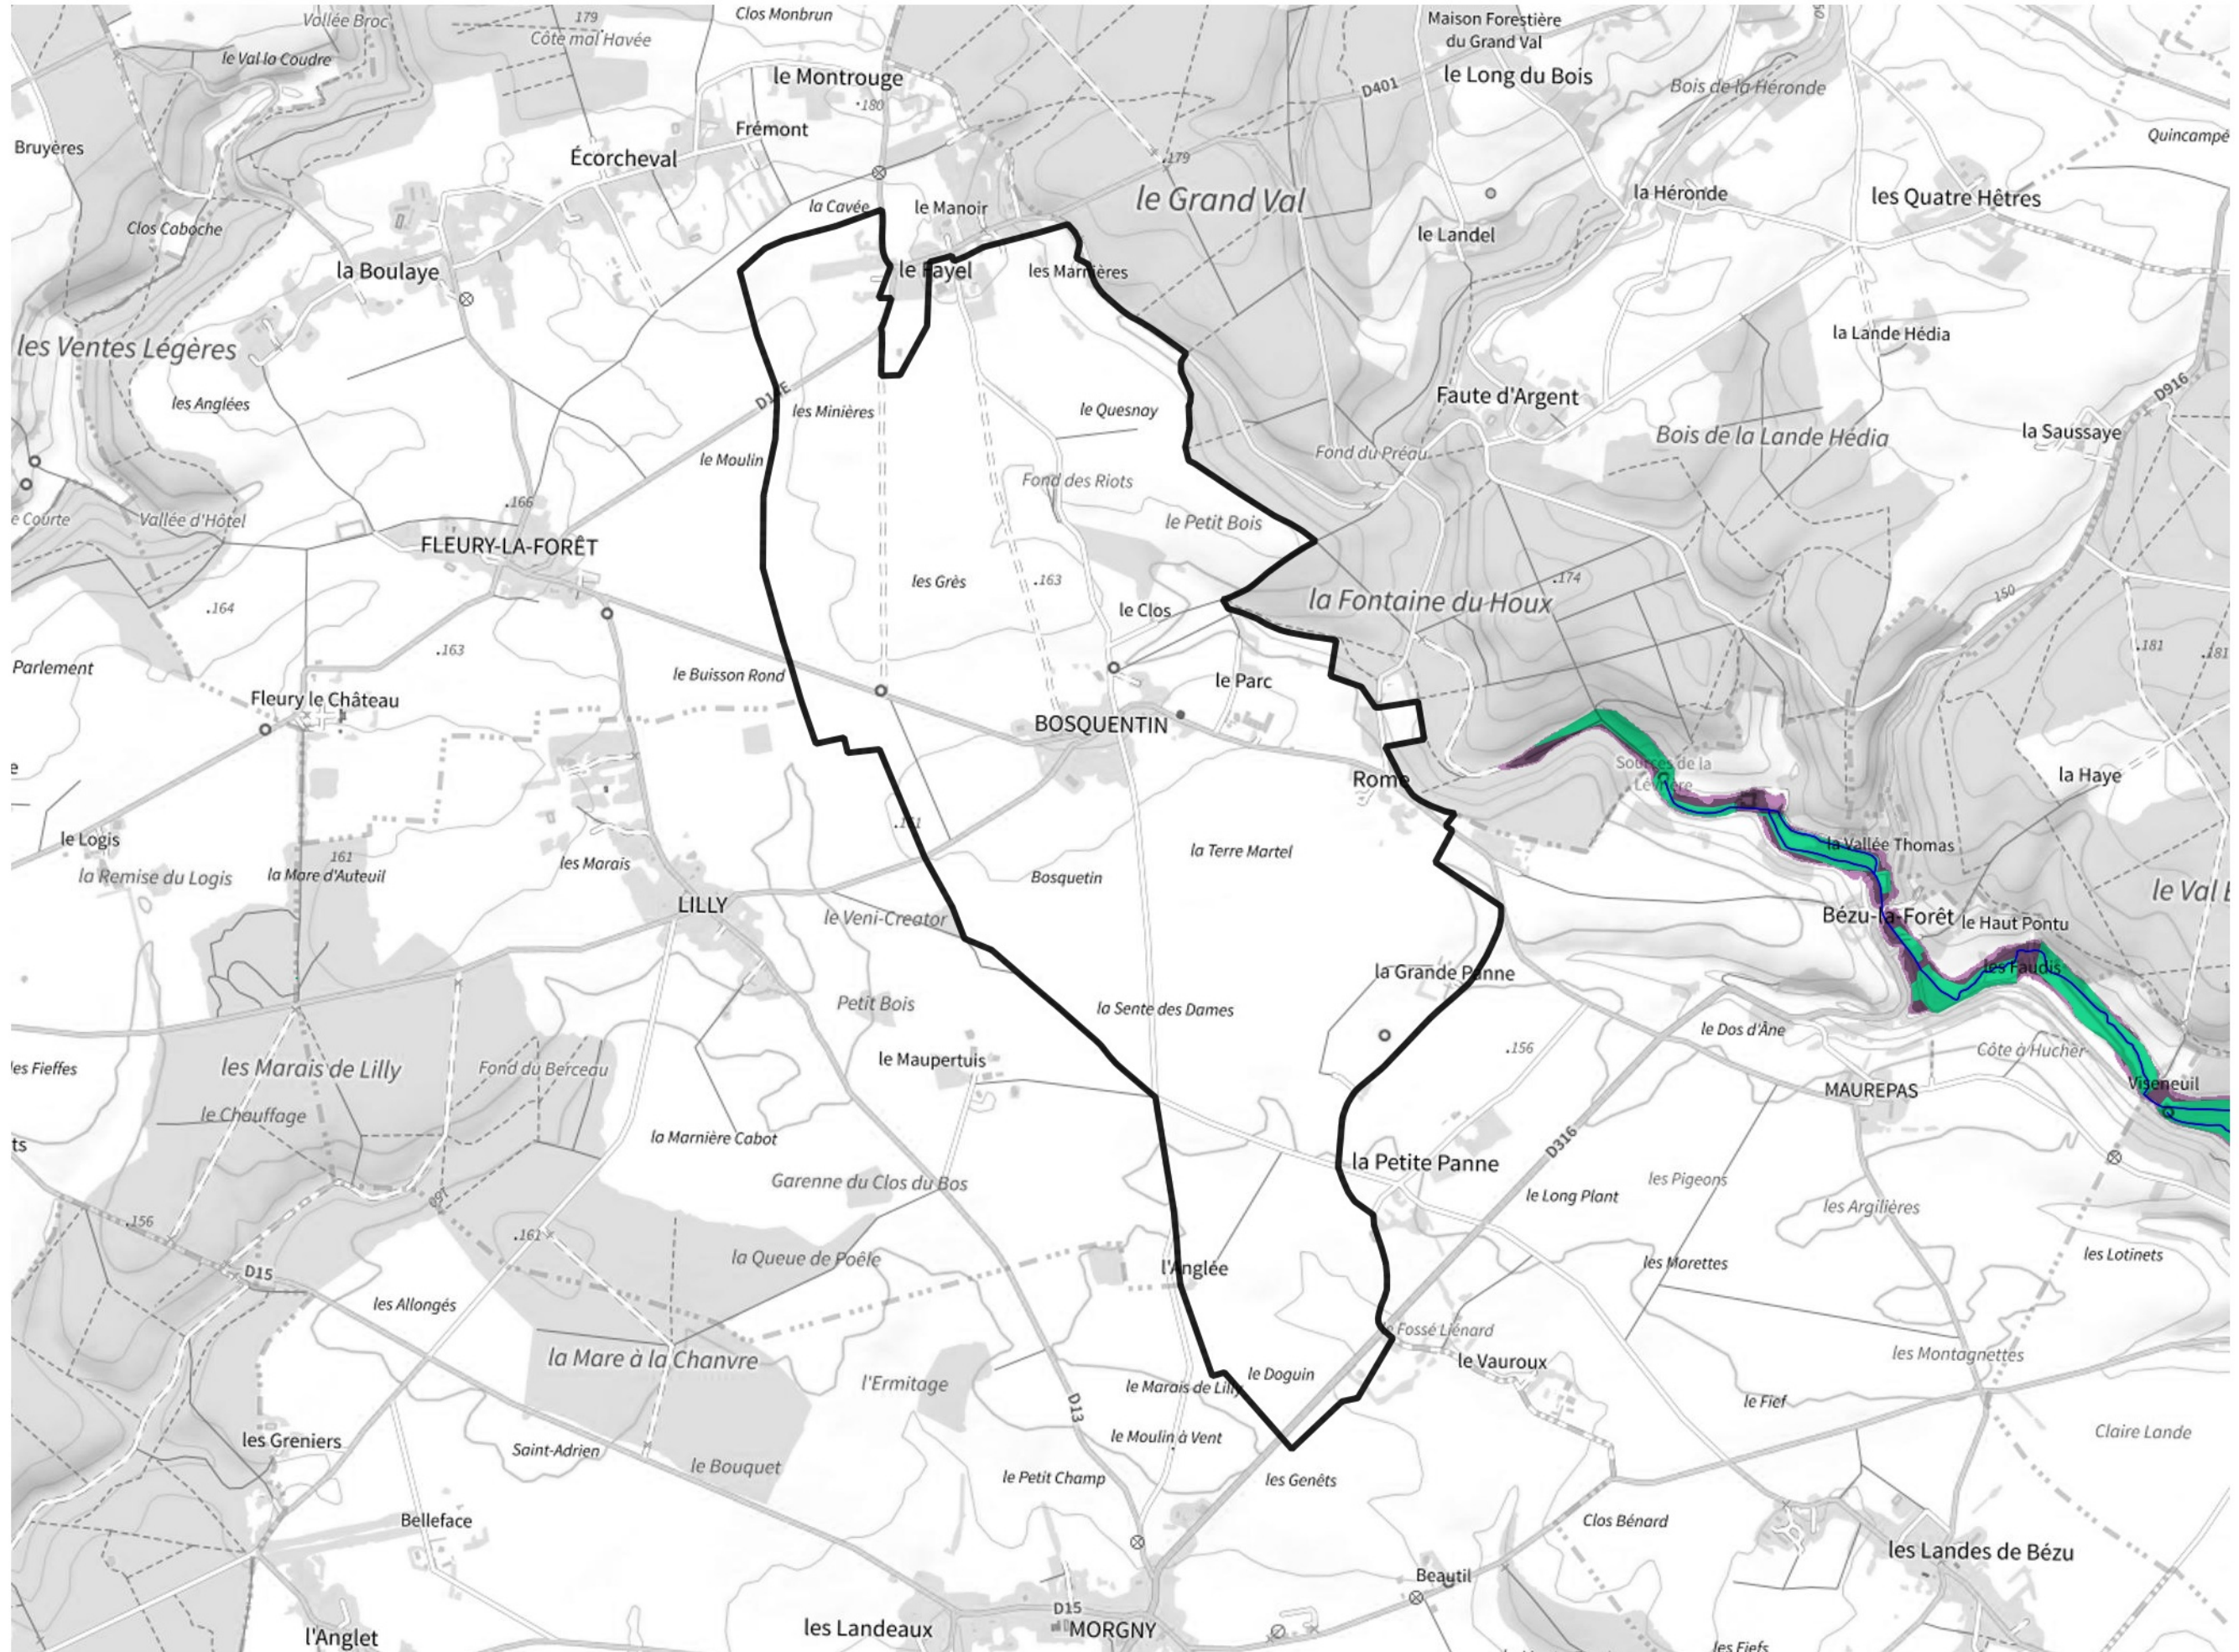 Vallée Broc
179
Côte mal Havée
Clos Monbrun
Maison Forestière
du Grand Val
le Val la Coudre
le Montrouge
.180
D401
le Long du Bois
Bois de la Héronde
Bruyères
Frémont
Écorcheval
.179
Quincampe
la Cavée
le Manoir
le Grand Val
la Héronde
les Quatre Hêtres
Clos Caboche
le Landel
la Boulaye
le Fayel
les Marnières
les Ventes Légères
la Lande Hédia
D916
les Anglées
les Minières
le Quesnay
Faute d'Argent
Bois de la Lande Hédia
la Saussaye
le Moulin
Fond du Préau
Fond des Riots
.166
e Courte
Vallée d'Hôtel
le Petit Bois
FLEURY-LA-FORÊT
les Grès
.163
.174
150
.164
le Clos
la Fontaine du Houx
.163
.181
.181
Parlement
le Buisson Rond
le Parc
Fleury le Château
BOSQUENTIN
Sources de la
Lévrière
Rome
la Haye
.161
le Logis
161
les Marais
la Terre Martel
la Vallée Thomas
la Remise du Logis
la Mare d'Auteuil
Bosquetin
le Val
LILLY
le Veni-Creator
Bézu-la-Forêt
le Haut Pontu
la Grande Panne
les Faudis
Petit Bois
la Sente des Dames
le Dos d'Âne
.156
Côte à Hucher
les Fieffes
les Marais de Lilly
Fond du Berceau
le Maupertuis
MAUREPAS
Viseneuil
le Chauffage
la Marnière Cabot
D316
ts
la Petite Panne
Garenne du Clos du Bos
les Pigeons
le Long Plant
les Argilières
.156
.161
la Queue de Poêle
l'Anglée
les Marettes
les Lotinets
D15
les Allongés
le Fossé Liénard
la Mare à la Chanvre
le Vauroux
les Montagnettes
l'Ermitage
le Doguin
le Marais de Lilly
D13
le Fief
Claire Lande
les Greniers
Saint-Adrien
le Moulin à Vent
le Bouquet
le Petit Champ
les Genêts
Belleface
Clos Bénard
les Landes de Bézu
Beautil
D15
les Landeaux
MORGNY
l'Anglet
les Fiefs